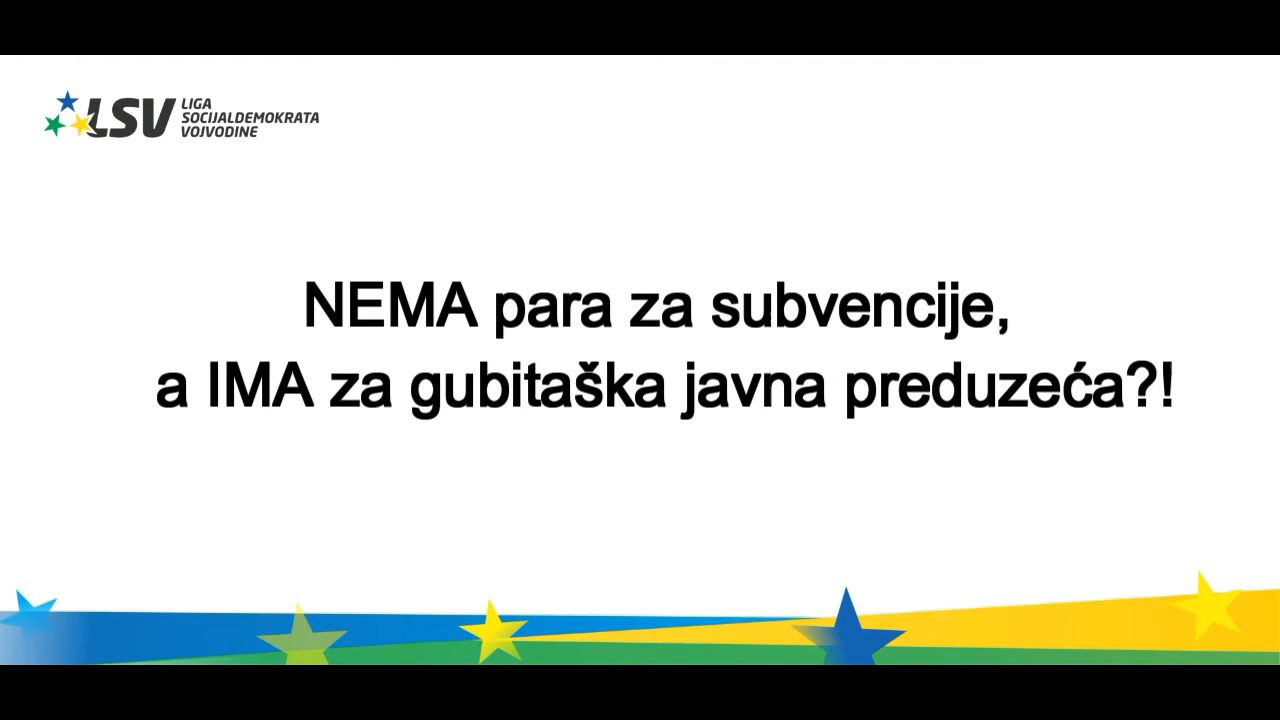 LSV
LIGA
SOCIJALDEMOKRATA
VOJVODINE
NEMA para za subvencije,
a IMA za gubitaška javna preduzeća?!